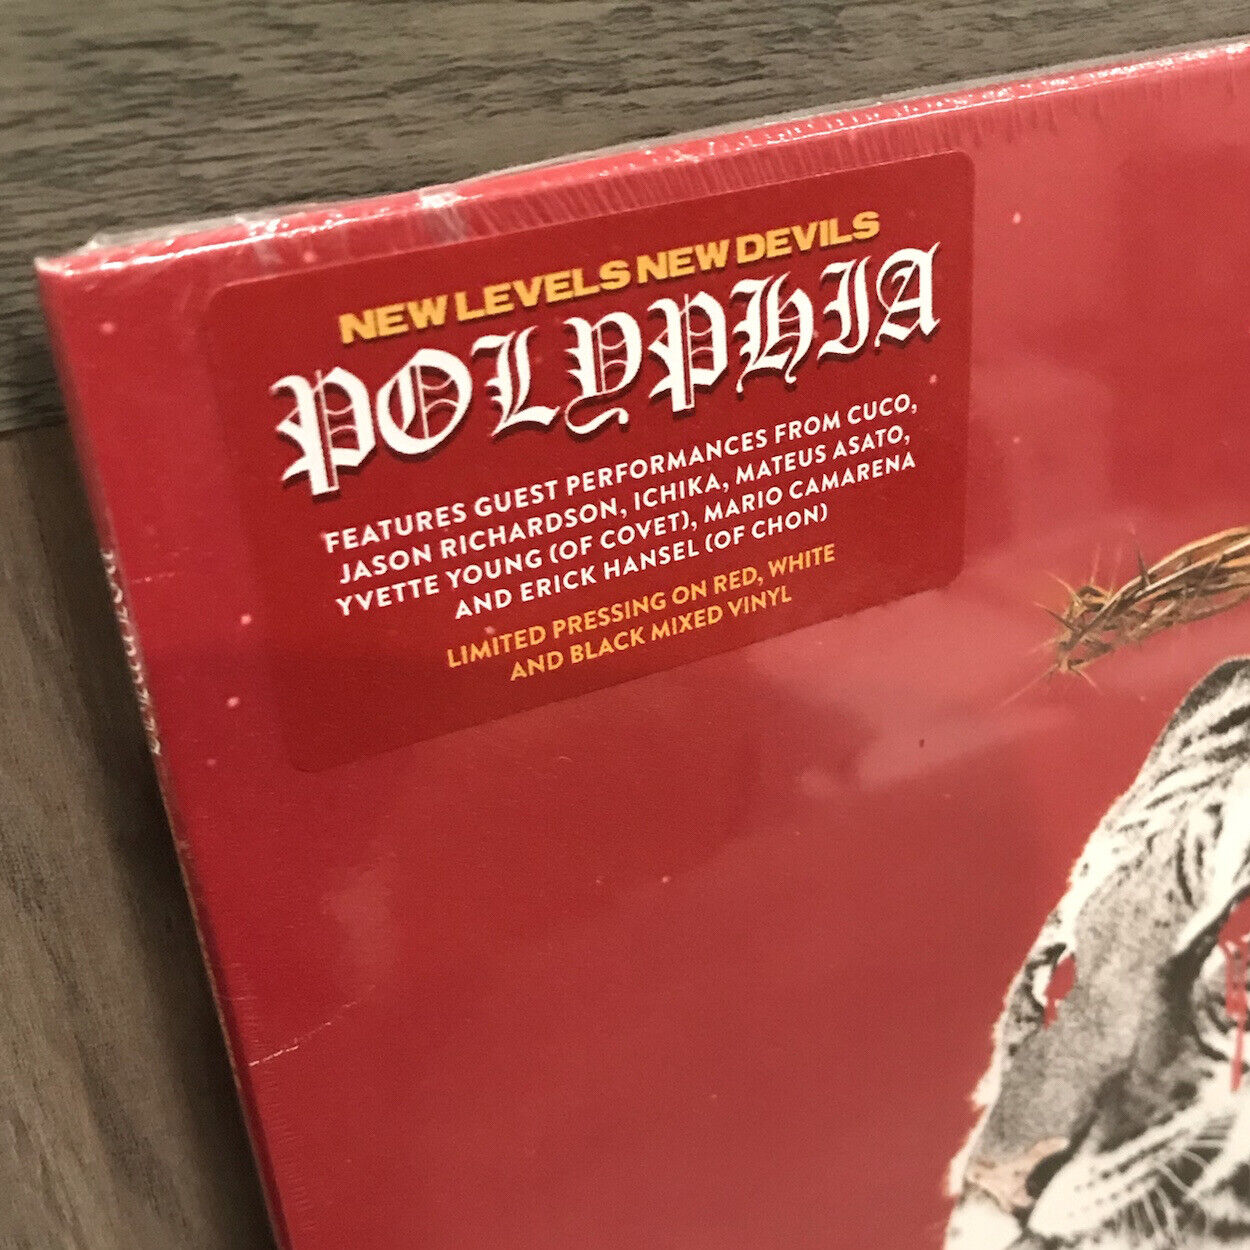 NEW LEVELS NEW DEVILS
POLYPHIA
FEATURES GUEST PERFORMANCES FROM CUCO,
JASON RICHARDSON, ICHIKA, MATEUS ASATO,
YVETTE YOUNG (OF COVET), MARIO CAMARENA
AND ERICK HANSEL (OF CHON)
LIMITED PRESSING ON RED, WHITE
AND BLACK MIXED VINYL